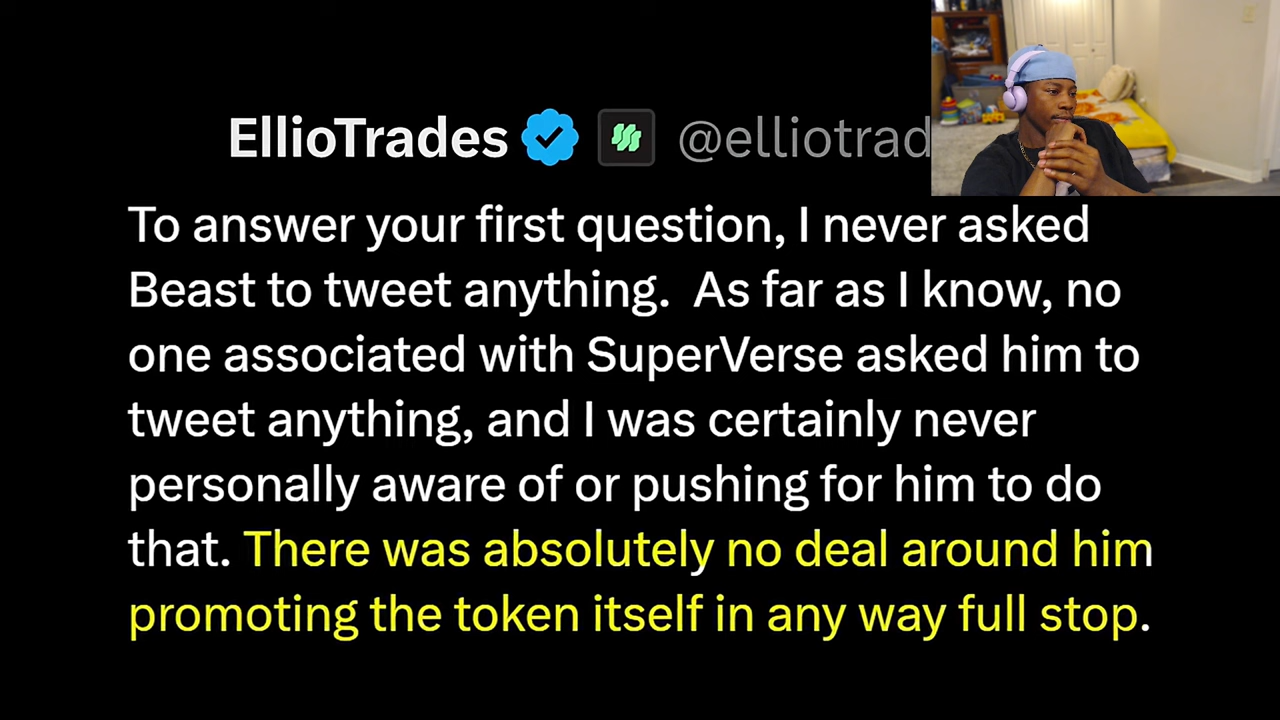 EllioTrades @elliotrad
To answer your first question, I never asked
Beast to tweet anything.  As far as I know, no
one associated with SuperVerse asked him to
tweet anything, and I was certainly never
personally aware of or pushing for him to do
that. There was absolutely no deal around him
promoting the token itself in any way full stop.